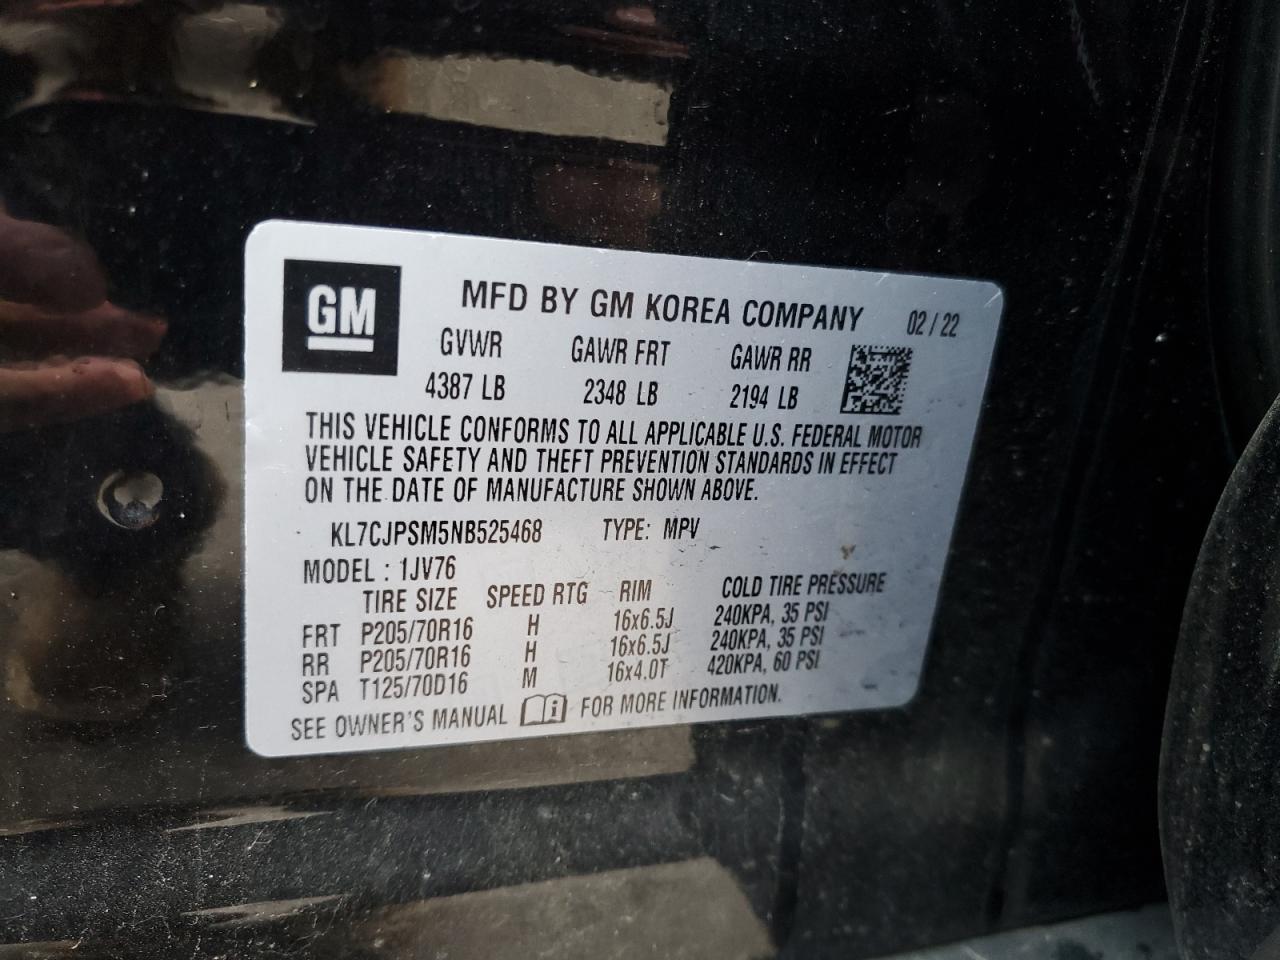 GM
MFD BY GM KOREA COMPANY 02 / 22
GVWR GAWR FRT GAWR RR
4387 LB 2348 LB 2194 LB
THIS VEHICLE CONFORMS TO ALL APPLICABLE U.S. FEDERAL MOTOR
VEHICLE SAFETY AND THEFT PREVENTION STANDARDS IN EFFECT
ON THE DATE OF MANUFACTURE SHOWN ABOVE.
KL7CJPSM5NB525468 TYPE: MPV
MODEL : 1JV76
TIRE SIZE SPEED RTG RIM COLD TIRE PRESSURE
FRT P205/70R16 H 16x6.5J 240KPA, 35 PSI
RR P205/70R16 H 16x6.5J 240KPA, 35 PSI
SPA T125/70D16 M 16x4.0T 420KPA, 60 PSI
SEE OWNER'S MANUAL i FOR MORE INFORMATION.